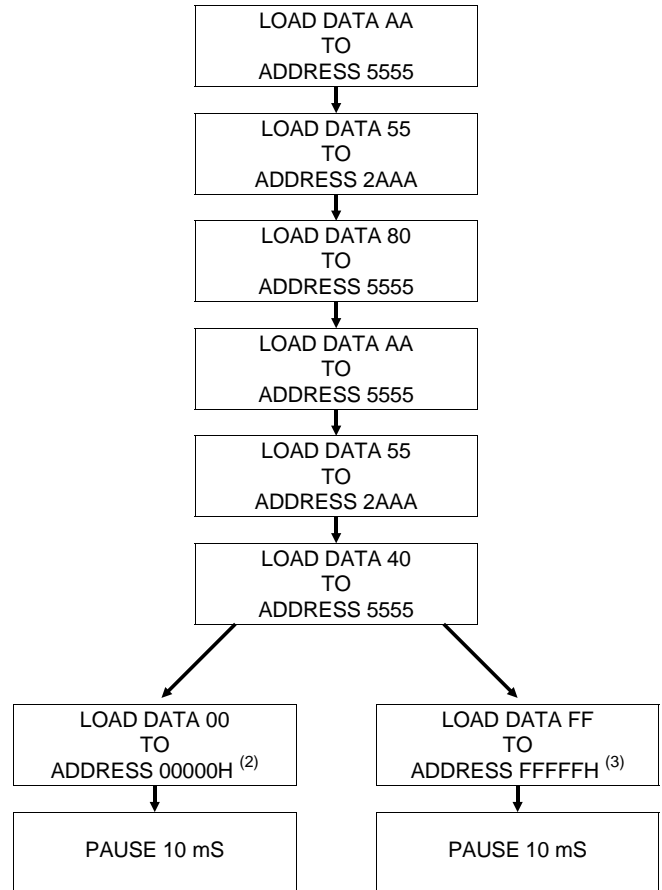 LOAD DATA AA
TO
ADDRESS 5555
LOAD DATA 55
TO
ADDRESS 2AAA
LOAD DATA 80
TO
ADDRESS 5555
LOAD DATA AA
TO
ADDRESS 5555
LOAD DATA 55
TO
ADDRESS 2AAA
LOAD DATA 40
TO
ADDRESS 5555
LOAD DATA 00
TO
ADDRESS 00000H (2)
PAUSE 10 mS
LOAD DATA FF
TO
ADDRESS FFFFFH (3)
PAUSE 10 mS